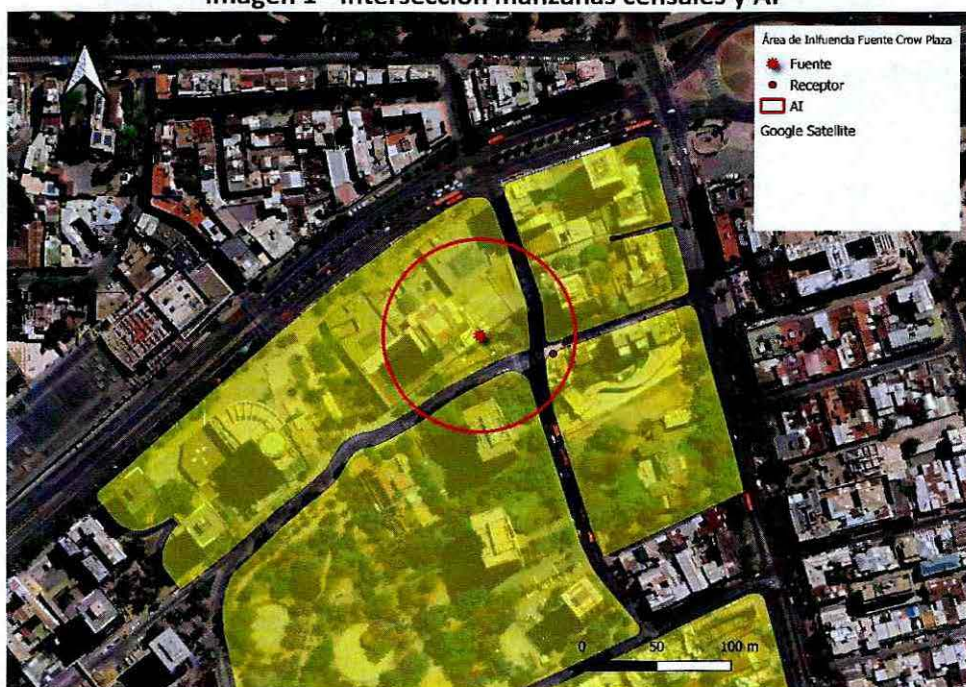 Imagen 1 - Intersección manzanas censales y AI
Área de Inlfuencia Fuente Crow Plaza
Fuente
Receptor
AI
Google Satellite
0 50 100 m